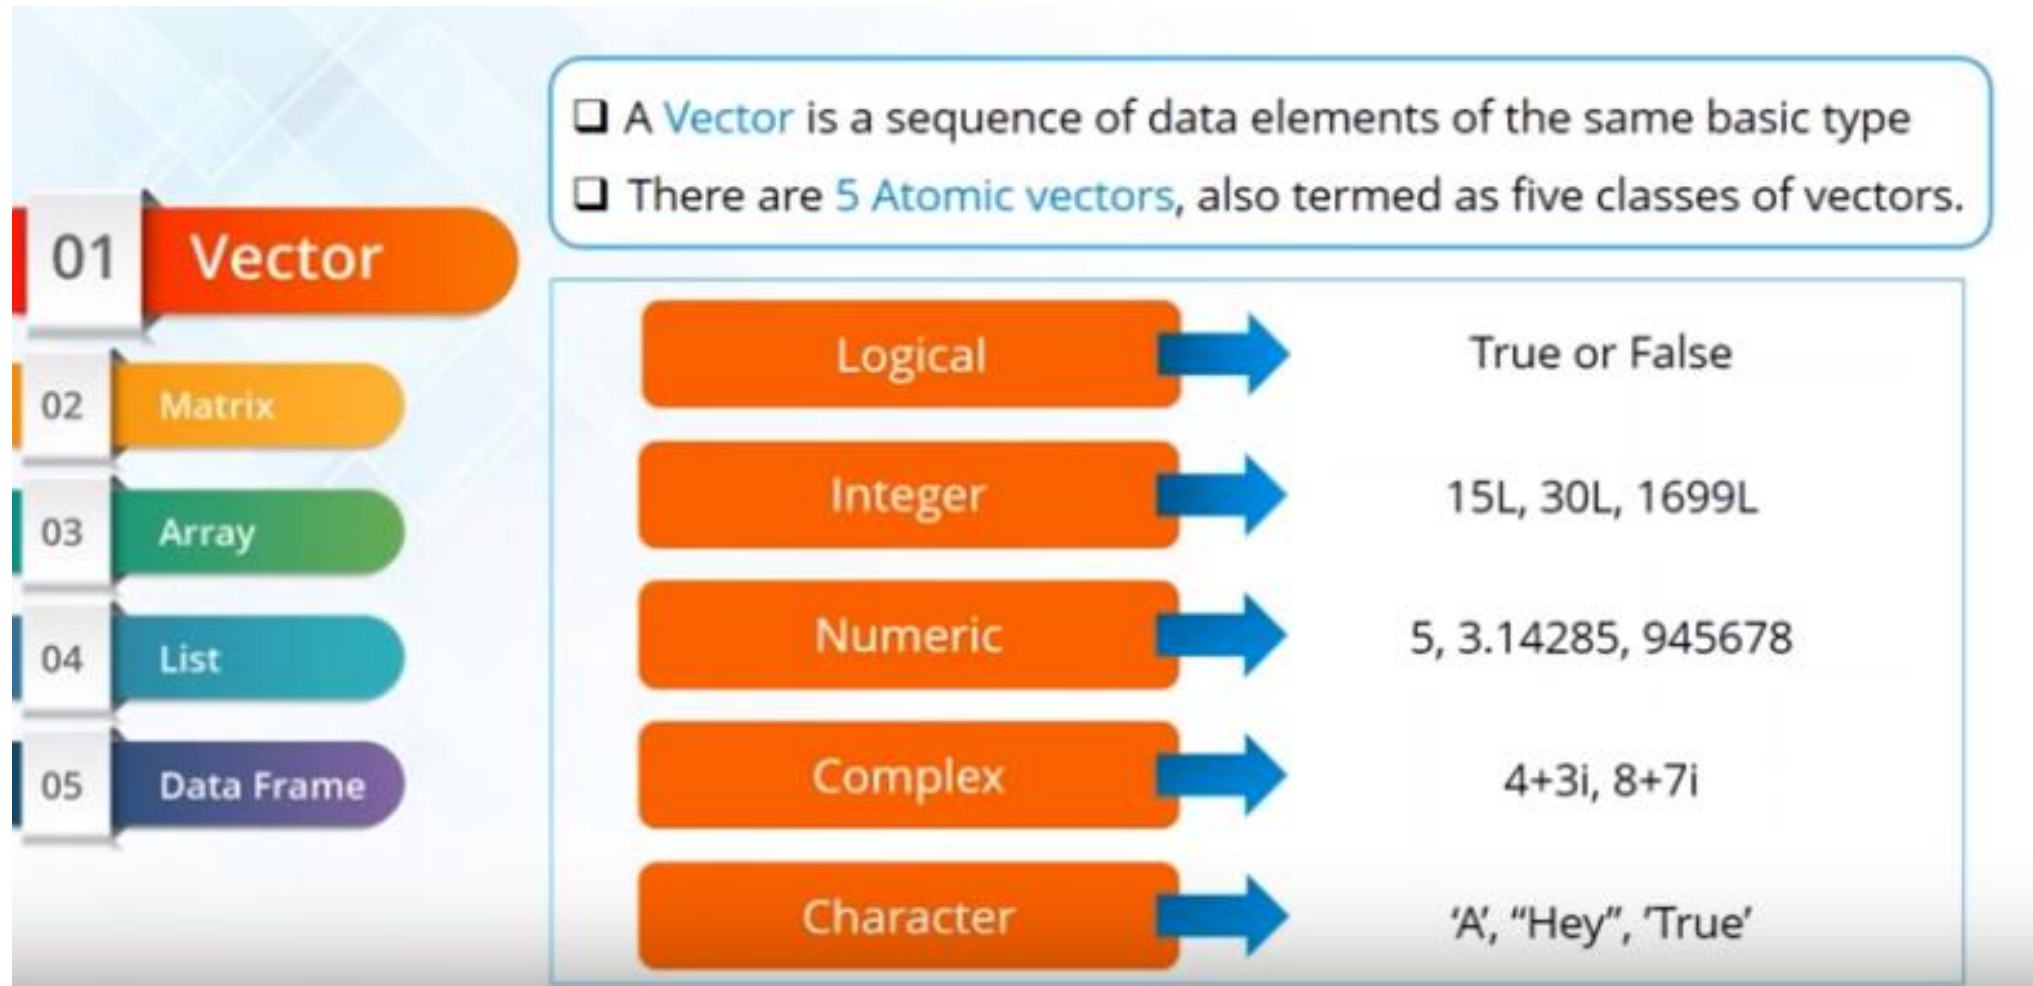 ❑ A Vector is a sequence of data elements of the same basic type
❑ There are 5 Atomic vectors, also termed as five classes of vectors.
01 Vector
02 Matrix
03 Array
04 List
05 Data Frame
Logical True or False
Integer 15L, 30L, 1699L
Numeric 5, 3.14285, 945678
Complex 4+3i, 8+7i
Character ‘A’, “Hey”, ‘True’